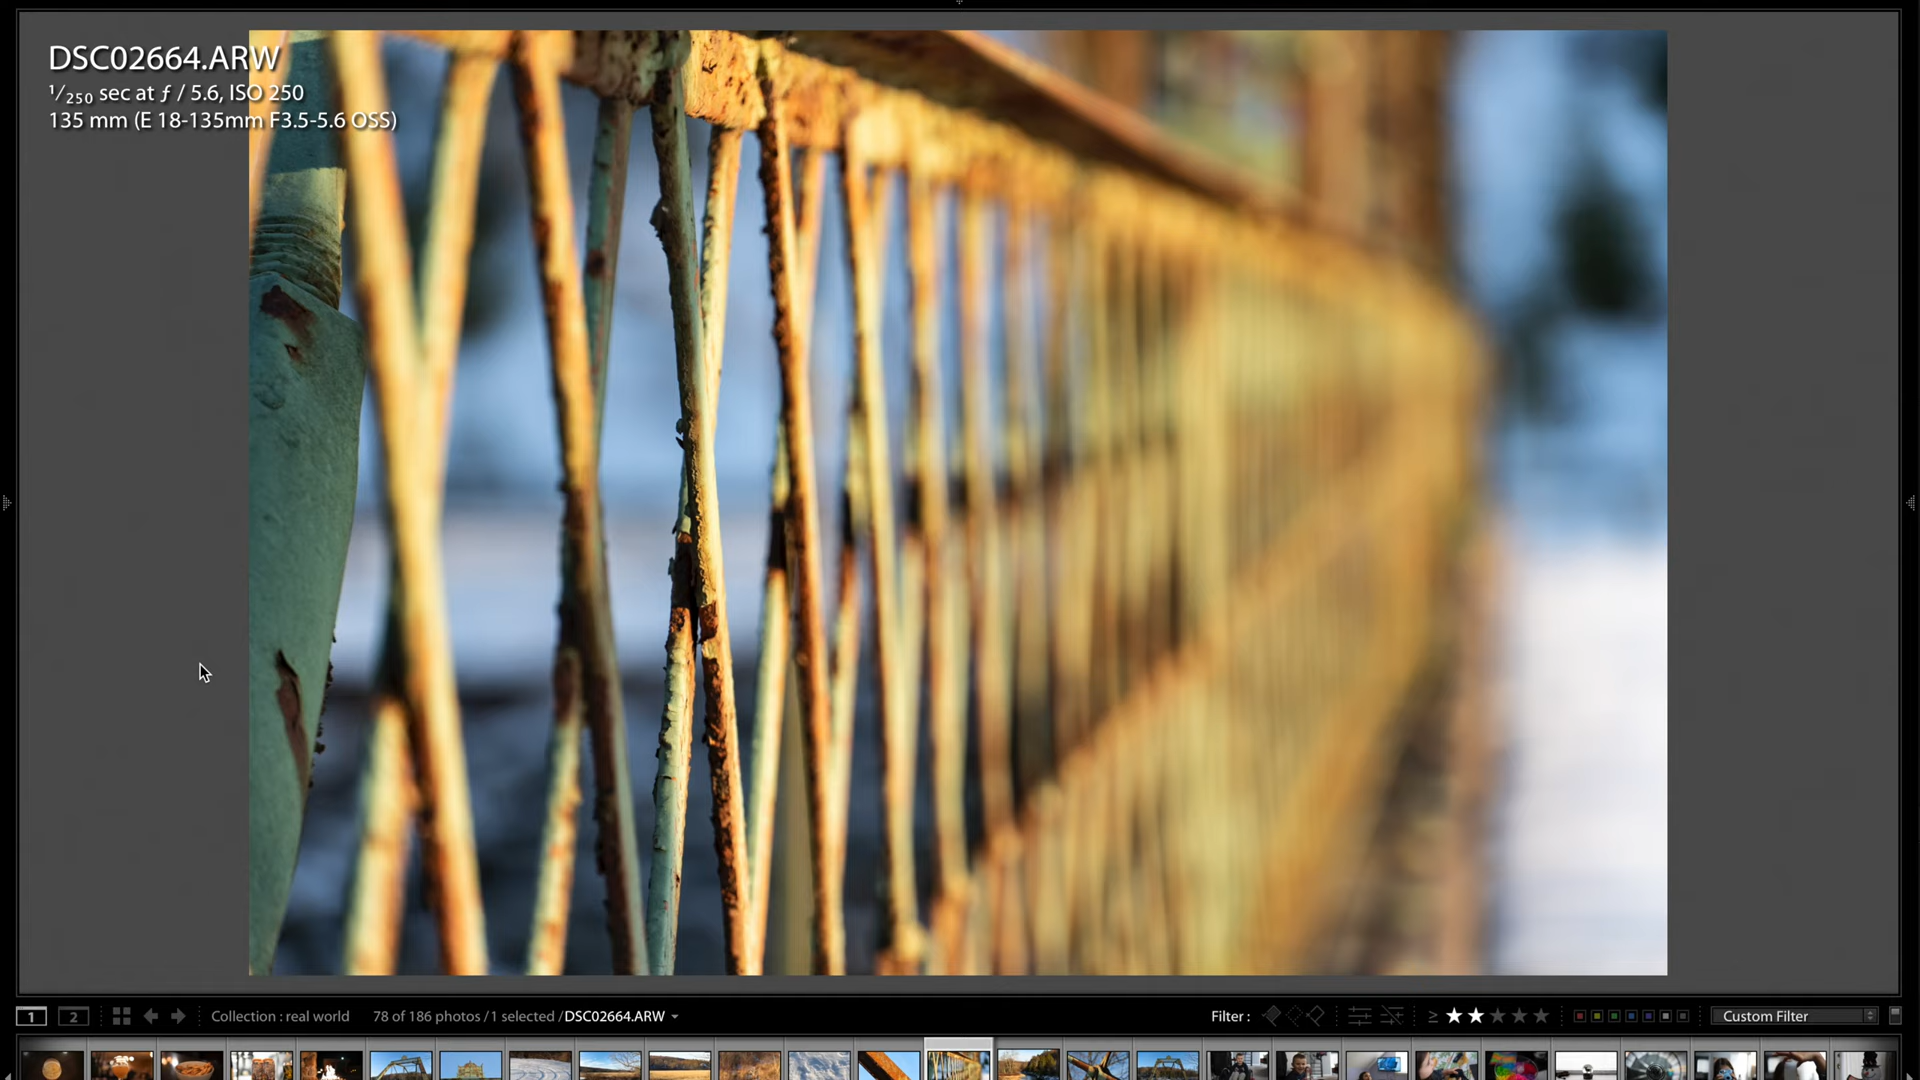 DSC02664.ARW
1/250 sec at ƒ / 5.6, ISO 250
135 mm (E 18-135mm F3.5-5.6 OSS)
1 2 Collection : real world 78 of 186 photos / 1 selected / DSC02664.ARW Filter : ≥ ★★★★★ Custom Filter